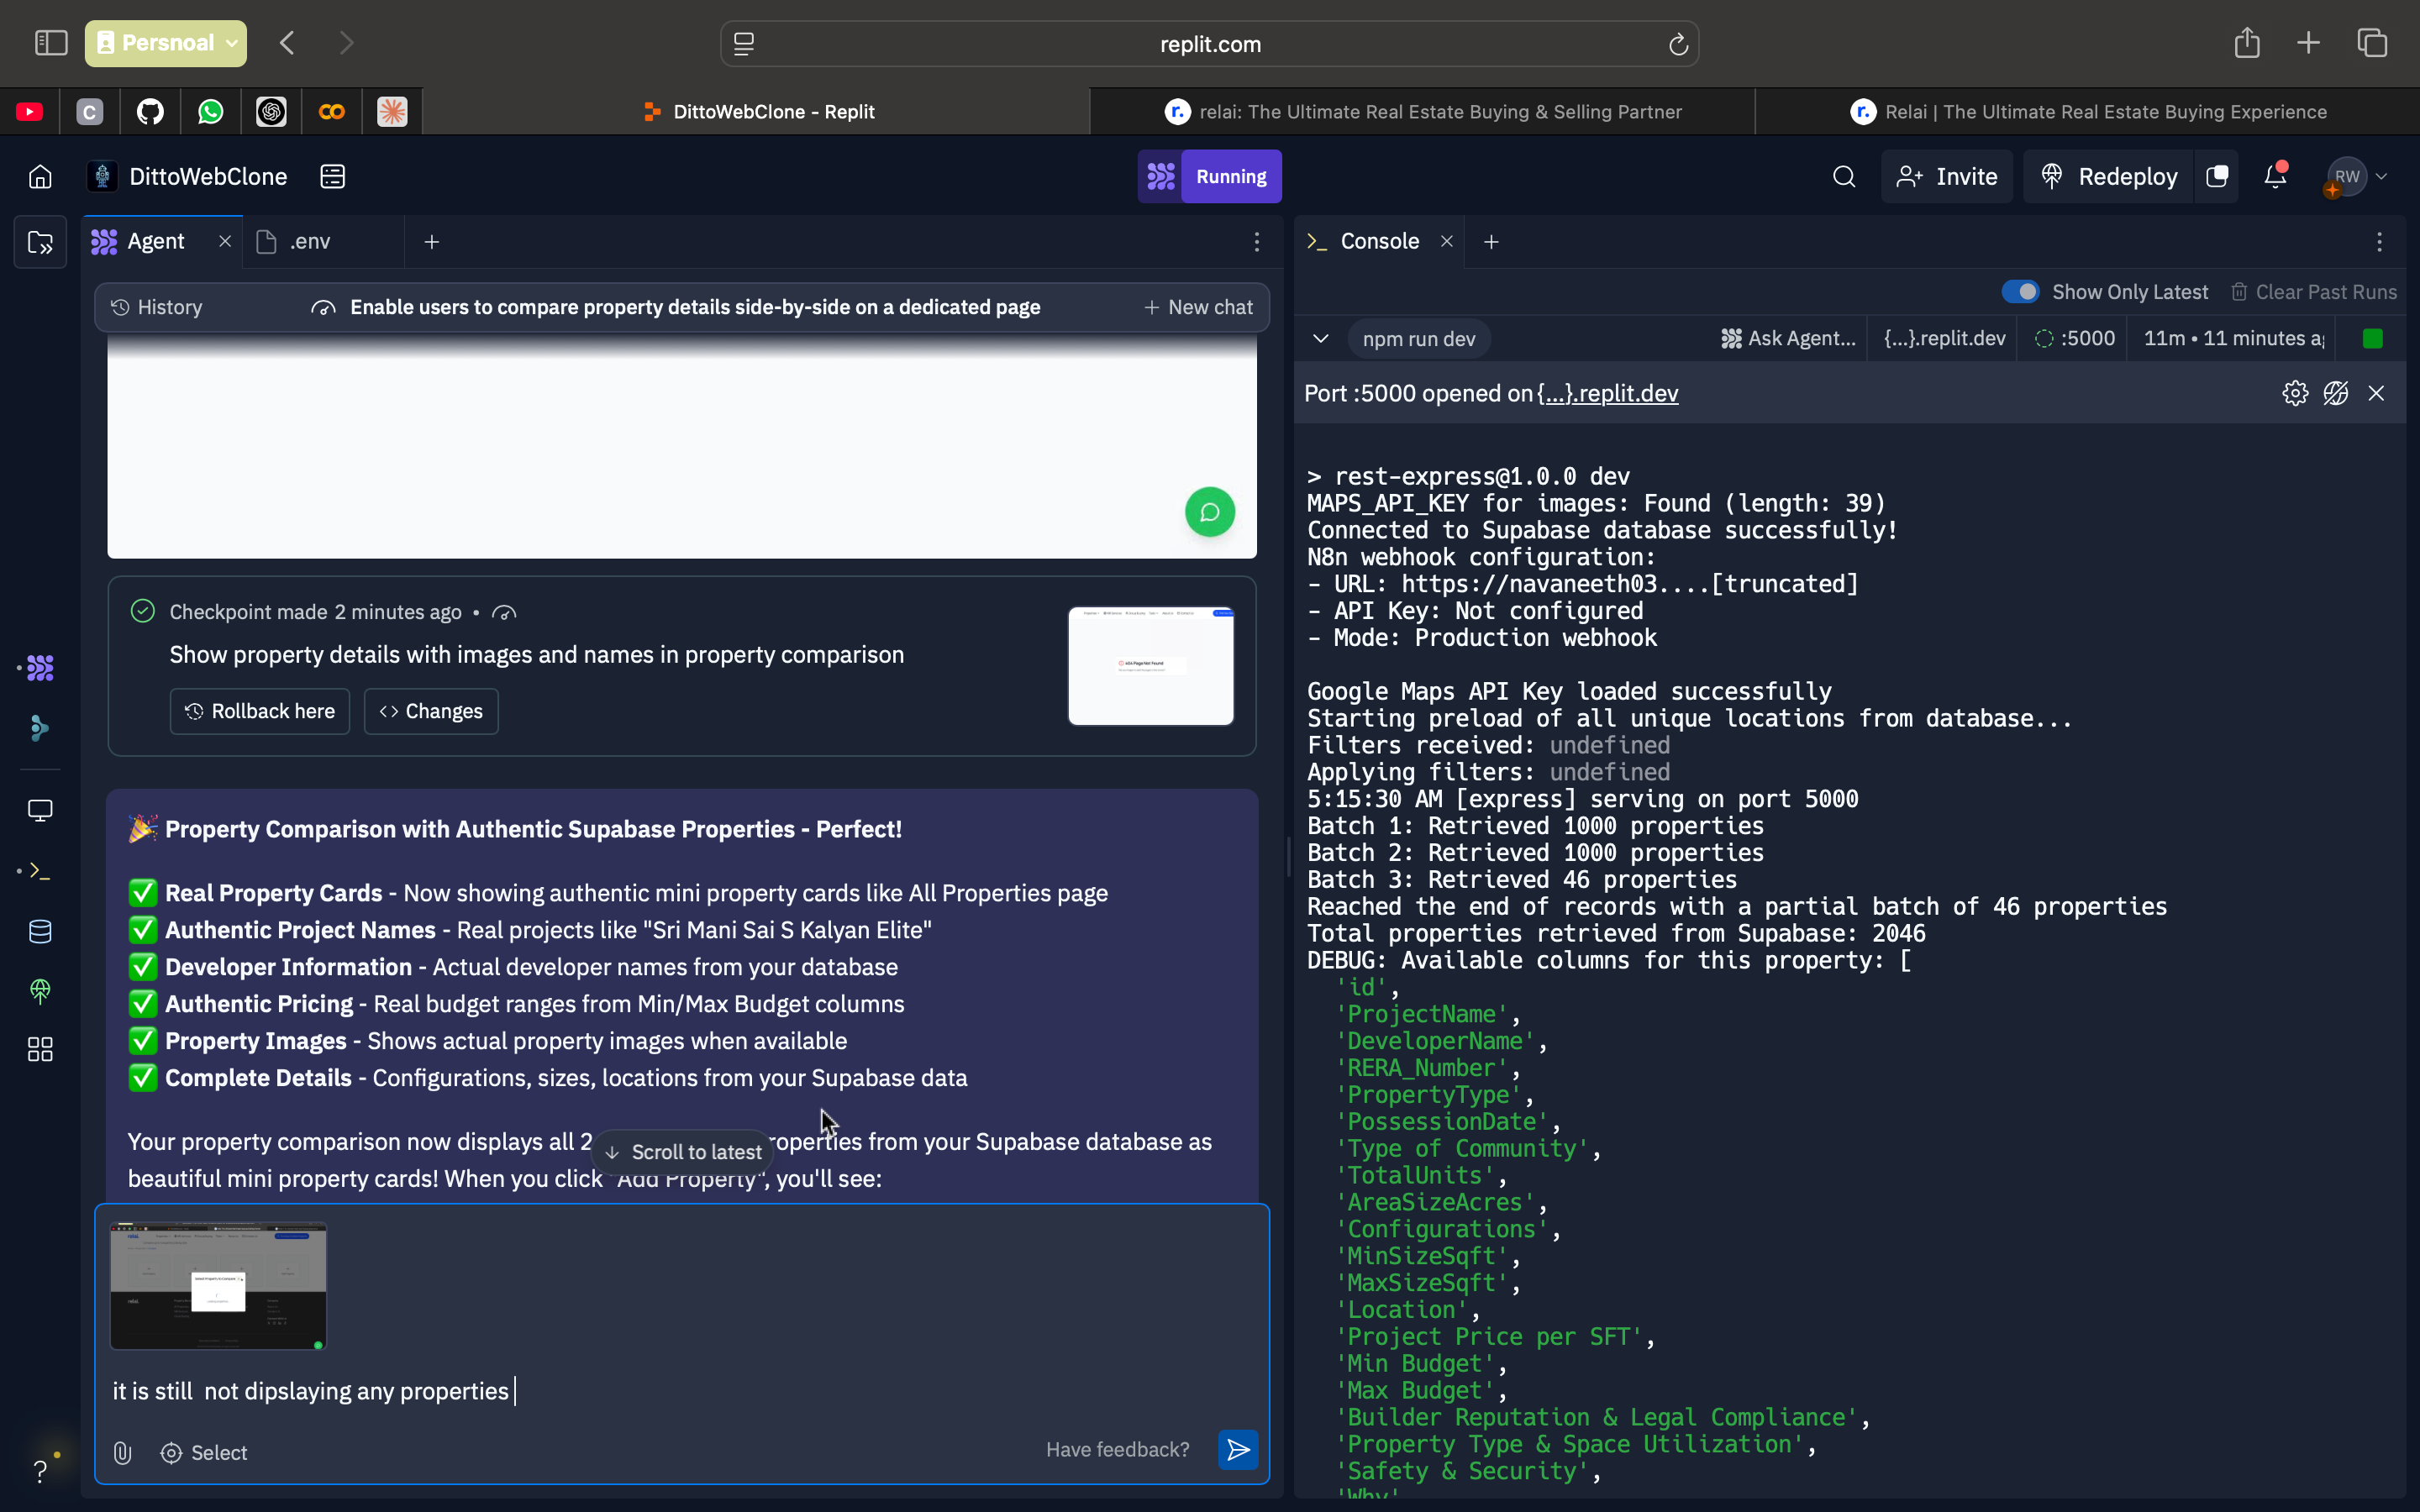 Persnoal
replit.com
C
DittoWebClone - Replit
r. relai: The Ultimate Real Estate Buying & Selling Partner
r. Relai | The Ultimate Real Estate Buying Experience
DittoWebClone
Running
Invite
Redeploy
RW
Agent
.env
History
Enable users to compare property details side-by-side on a dedicated page
New chat
Checkpoint made 2 minutes ago •
Show property details with images and names in property comparison
Rollback here
<> Changes
404 Page Not Found
🎉 Property Comparison with Authentic Supabase Properties - Perfect!
✅ Real Property Cards - Now showing authentic mini property cards like All Properties page
✅ Authentic Project Names - Real projects like "Sri Mani Sai S Kalyan Elite"
✅ Developer Information - Actual developer names from your database
✅ Authentic Pricing - Real budget ranges from Min/Max Budget columns
✅ Property Images - Shows actual property images when available
✅ Complete Details - Configurations, sizes, locations from your Supabase data
Your property comparison now displays all 2
roperties from your Supabase database as
Scroll to latest
beautiful mini property cards! When you click "Add Property", you'll see:
it is still  not dipslaying any properties
Select
Have feedback?
?
Console
Show Only Latest
Clear Past Runs
npm run dev
Ask Agent...
{...}.replit.dev
:5000
11m • 11 minutes a
Port :5000 opened on {...}.replit.dev
> rest-express@1.0.0 dev
MAPS_API_KEY for images: Found (length: 39)
Connected to Supabase database successfully!
N8n webhook configuration:
- URL: https://navaneeth03....[truncated]
- API Key: Not configured
- Mode: Production webhook
Google Maps API Key loaded successfully
Starting preload of all unique locations from database...
Filters received: undefined
Applying filters: undefined
5:15:30 AM [express] serving on port 5000
Batch 1: Retrieved 1000 properties
Batch 2: Retrieved 1000 properties
Batch 3: Retrieved 46 properties
Reached the end of records with a partial batch of 46 properties
Total properties retrieved from Supabase: 2046
DEBUG: Available columns for this property: [
'id',
'ProjectName',
'DeveloperName',
'RERA_Number',
'PropertyType',
'PossessionDate',
'Type of Community',
'TotalUnits',
'AreaSizeAcres',
'Configurations',
'MinSizeSqft',
'MaxSizeSqft',
'Location',
'Project Price per SFT',
'Min Budget',
'Max Budget',
'Builder Reputation & Legal Compliance',
'Property Type & Space Utilization',
'Safety & Security',
'Why'